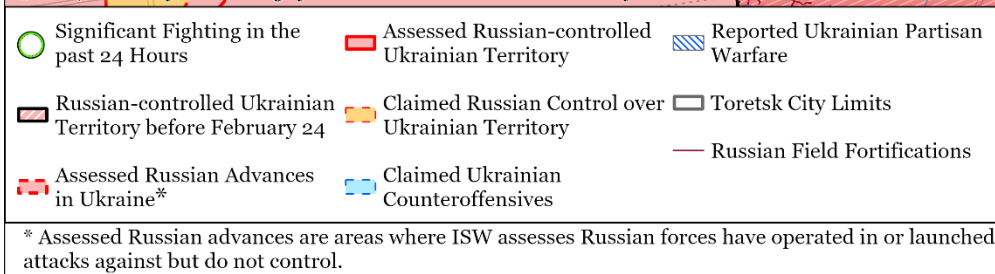 Significant Fighting in the
past 24 Hours
Russian-controlled Ukrainian
Territory before February 24
Assessed Russian Advances
in Ukraine*
Assessed Russian-controlled
Ukrainian Territory
Claimed Russian Control over
Ukrainian Territory
Claimed Ukrainian
Counteroffensives
Reported Ukrainian Partisan
Warfare
Toretsk City Limits
Russian Field Fortifications
* Assessed Russian advances are areas where ISW assesses Russian forces have operated in or launched
attacks against but do not control.